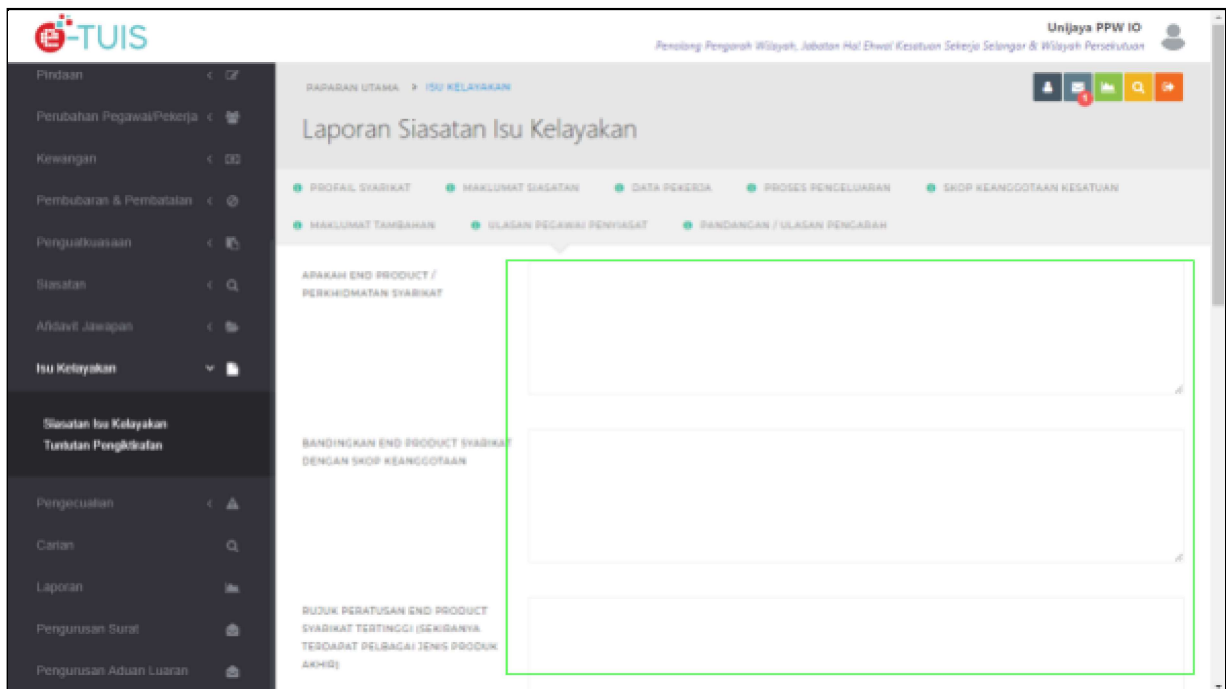 e-TUIS
Unijaya PPW IO
Penolong Pengarah Wilayah, Jabatan Hal Ehwal Kesatuan Sekerja Selangor & Wilayah Persekutuan
Pindaan
Perubahan Pegawai/Pekerja
Kewangan
Pembubaran & Pembatalan
Penguatkuasaan
Siasatan
Afidavit Jawapan
Isu Kelayakan
Siasatan Isu Kelayakan
Tuntutan Pengiktirafan
Pengecualian
Carian
Laporan
Pengurusan Surat
Pengurusan Aduan Luaran
PAPARAN UTAMA > ISU KELAYAKAN
1
Laporan Siasatan Isu Kelayakan
PROFAIL SYARIKAT MAKLUMAT SIASATAN DATA PEKERJA PROSES PENGELUARAN SKOP KEANGGOTAAN KESATUAN
MAKLUMAT TAMBAHAN ULASAN PEGAWAI PENYIASAT PANDANGAN / ULASAN PENGARAH
APAKAH END PRODUCT /
PERKHIDMATAN SYARIKAT
BANDINGKAN END PRODUCT SYARIKAT
DENGAN SKOP KEANGGOTAAN
RUJUK PERATUSAN END PRODUCT
SYARIKAT TERTINGGI (SEKIRANYA
TERDAPAT PELBAGAI JENIS PRODUK
AKHIR)